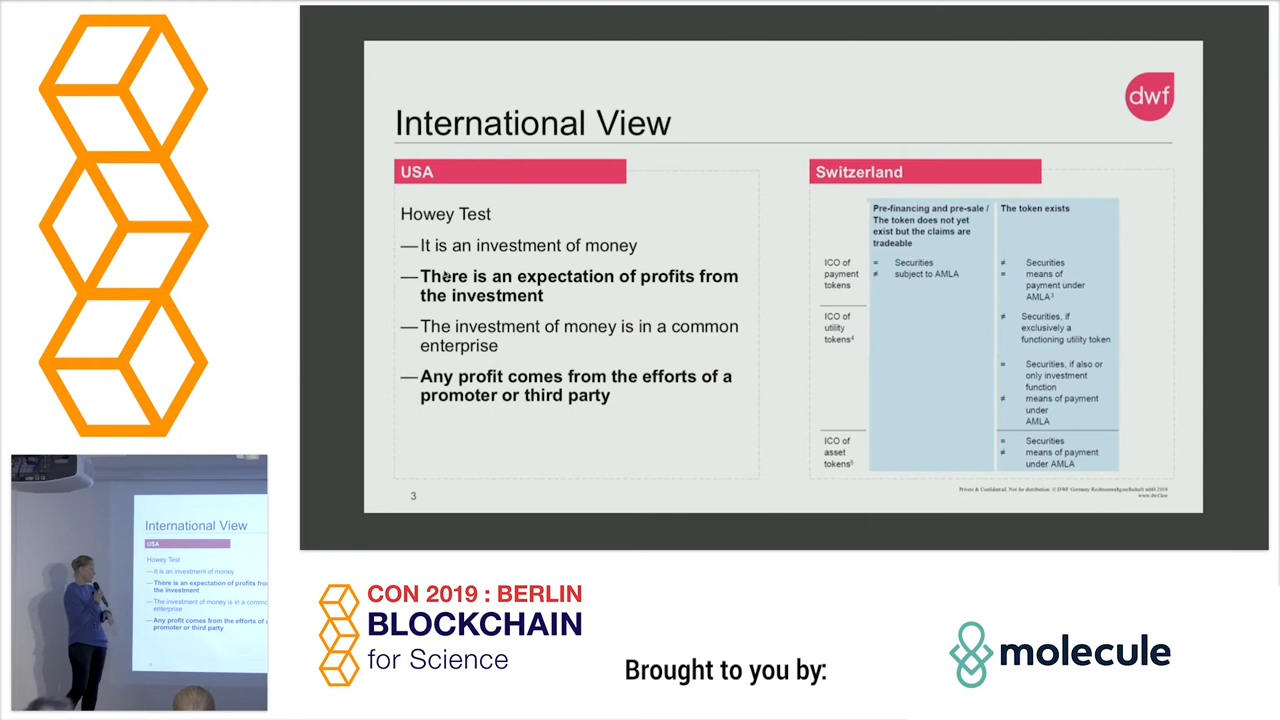 dwf
International View
USA
Howey Test
—It is an investment of money
—There is an expectation of profits from
the investment
—The investment of money is in a common
enterprise
—Any profit comes from the efforts of a
promoter or third party
Switzerland
Pre-financing and pre-sale /
The token does not yet
exist but the claims are
tradeable
The token exists
ICO of
payment
tokens
= Securities
≠ subject to AMLA
≠ Securities
= means of
payment under
AMLA³
ICO of
utility
tokens⁴
≠ Securities, if
exclusively a
functioning utility token
= Securities, if also or
only investment
function
≠ means of payment
under
AMLA
ICO of
asset
tokens⁵
= Securities
≠ means of payment
under AMLA
3
Private & Confidential. Not for distribution. © DWF Germany Rechtsanwaltsgesellschaft mbH 2019
www.dwf.law
International View
USA
Howey Test
—It is an investment of money
—There is an expectation of profits fro
the investment
—The investment of money is in a commo
enterprise
—Any profit comes from the efforts of a
promoter or third party
CON 2019 : BERLIN
BLOCKCHAIN
for Science
Brought to you by:
molecule